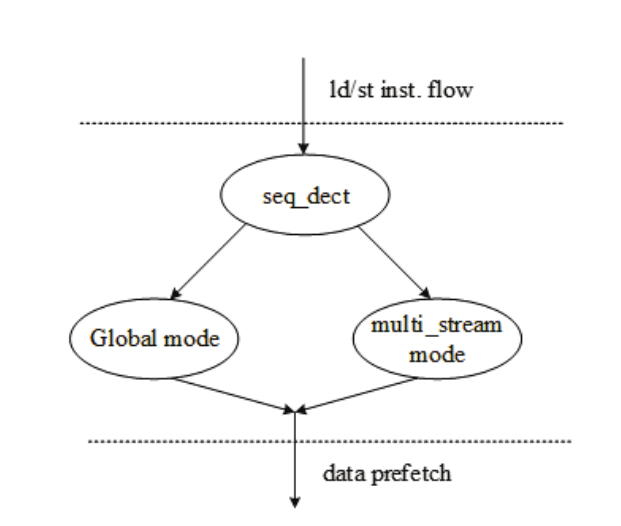 ld/st inst. flow
seq_dect
Global mode
multi_stream
mode
data prefetch